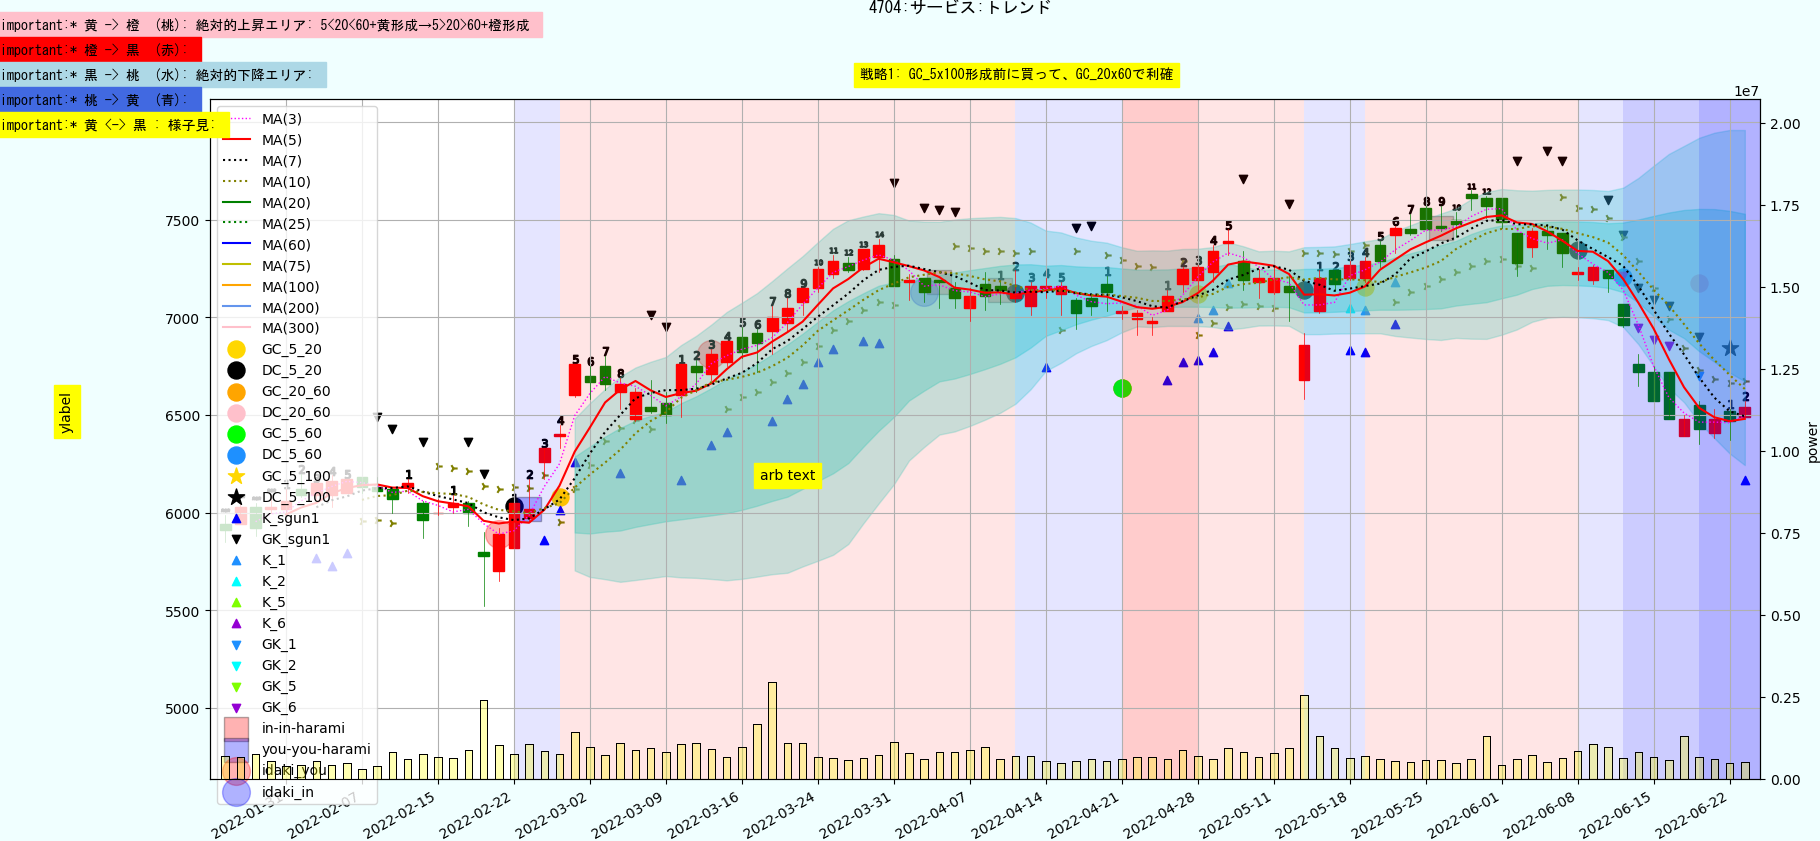 4704:サービス:トレンド
important:* 黄 -> 橙 (桃): 絶対的上昇エリア: 5<20<60+黄形成→5>20>60+橙形成
important:* 橙 -> 黒 (赤):
important:* 黒 -> 桃 (水): 絶対的下降エリア:
戦略1: GC_5x100形成前に買って、GC_20x60で利確
important:* 桃 -> 黄 (青):
important:* 黄 <-> 黒 : 様子見:
1e7
MA(3)
MA(5)
MA(7)
MA(10)
MA(20)
MA(25)
MA(60)
MA(75)
MA(100)
MA(200)
MA(300)
GC_5_20
DC_5_20
GC_20_60
DC_20_60
GC_5_60
DC_5_60
GC_5_100
DC_5_100
K_sgun1
GK_sgun1
K_1
K_2
K_5
K_6
GK_1
GK_2
GK_5
GK_6
in-in-harami
you-you-harami
idaki_you
idaki_in
7500
7000
6500
6000
5500
5000
ylabel
arb text
2.00
1.75
1.50
1.25
1.00
0.75
0.50
0.25
0.00
power
2022-01-31
2022-02-07
2022-02-15
2022-02-22
2022-03-02
2022-03-09
2022-03-16
2022-03-24
2022-03-31
2022-04-07
2022-04-14
2022-04-21
2022-04-28
2022-05-11
2022-05-18
2022-05-25
2022-06-01
2022-06-08
2022-06-15
2022-06-22